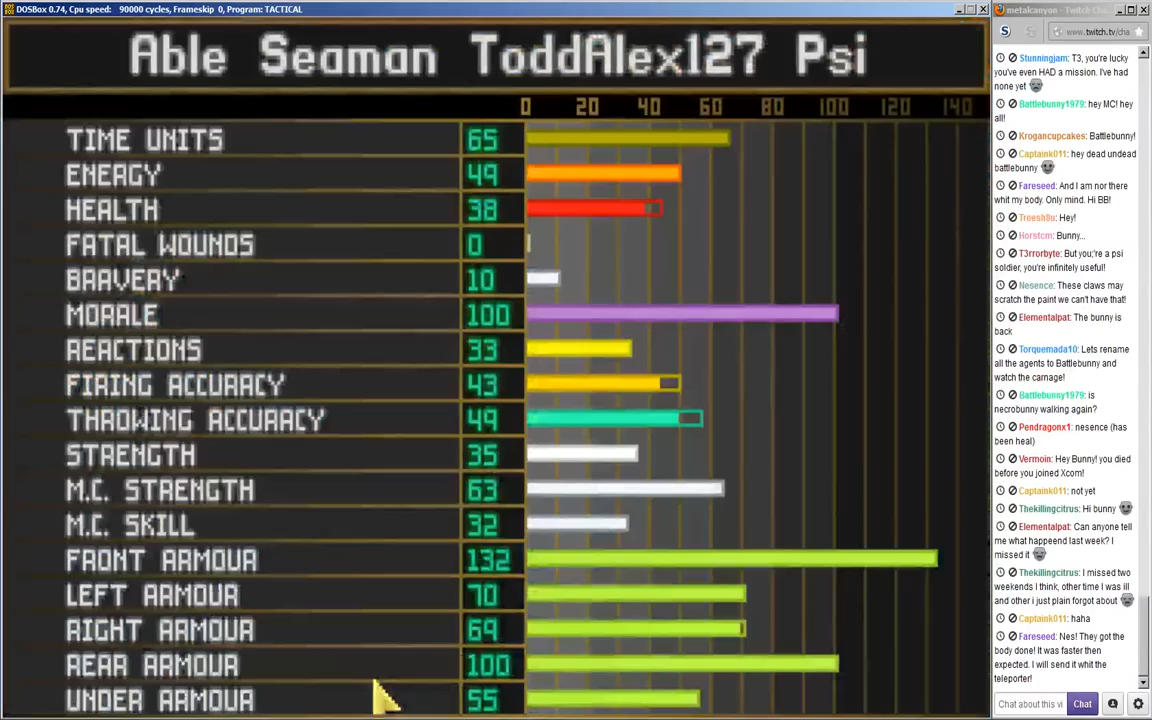 DOSBox 0.74, Cpu speed: 90000 cycles, Frameskip 0, Program: TACTICAL
Able Seaman ToddAlex127 Psi
0 20 40 60 80 100 120 140
TIME UNITS 65
ENERGY 49
HEALTH 38
FATAL WOUNDS 0
BRAVERY 10
MORALE 100
REACTIONS 33
FIRING ACCURACY 43
THROWING ACCURACY 49
STRENGTH 35
M.C. STRENGTH 63
M.C. SKILL 32
FRONT ARMOUR 132
LEFT ARMOUR 70
RIGHT ARMOUR 69
REAR ARMOUR 100
UNDER ARMOUR 55
metalcanyon - Twitch Cha
www.twitch.tv/cha
Stunningjam: T3, you're lucky
you've even HAD a mission. I've had
none yet
Battlebunny1979: hey MC! hey
all!
Krogancupcakes: Battlebunny!
Captaink011: hey dead undead
battlebunny
Fareseed: And I am nor there
whit my body. Only mind. Hi BB!
Treesh8u: Hey!
Horstcm: Bunny...
T3rrorbyte: But you;'re a psi
soldier, you're infinitely useful!
Nesence: These claws may
scratch the paint we can't have that!
Elementalpat: The bunny is
back
Torquemada10: Lets rename
all the agents to Battlebunny and
watch the carnage!
Battlebunny1979: is
necrobunny walking again?
Pendragonx1: nesence (has
been heal)
Vermoin: Hey Bunny! you died
before you joined Xcom!
Captaink011: not yet
Thekillingcitrus: Hi bunny
Elementalpat: Can anyone tell
me what happeend last week? I
missed it
Thekillingcitrus: I missed two
weekends I think, other time I was ill
and other i just plain forgot about
Captaink011: haha
Fareseed: Nes! They got the
body done! It was faster then
expected. I will send it whit the
teleporter!
Chat about this vi
Chat